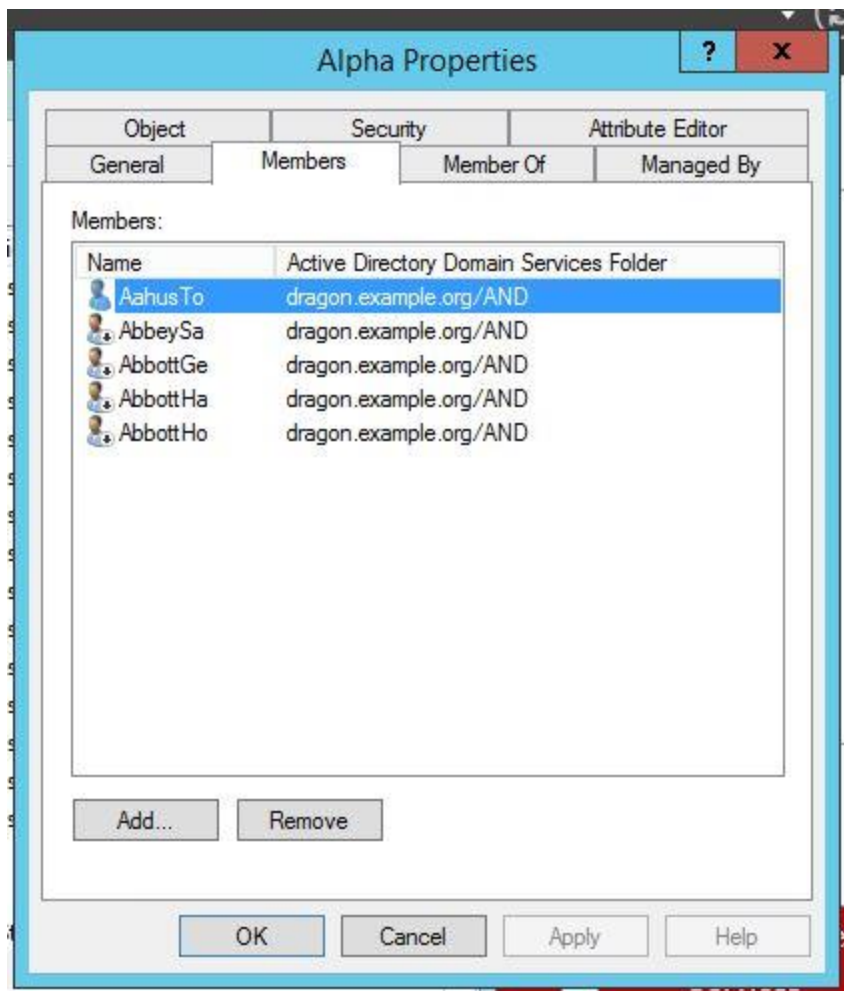 Alpha Properties
?
x
Object Security Attribute Editor
General Members Member Of Managed By
Members:
Name Active Directory Domain Services Folder
AahusTo dragon.example.org/AND
AbbeySa dragon.example.org/AND
AbbottGe dragon.example.org/AND
AbbottHa dragon.example.org/AND
AbbottHo dragon.example.org/AND
Add... Remove
OK Cancel Apply Help